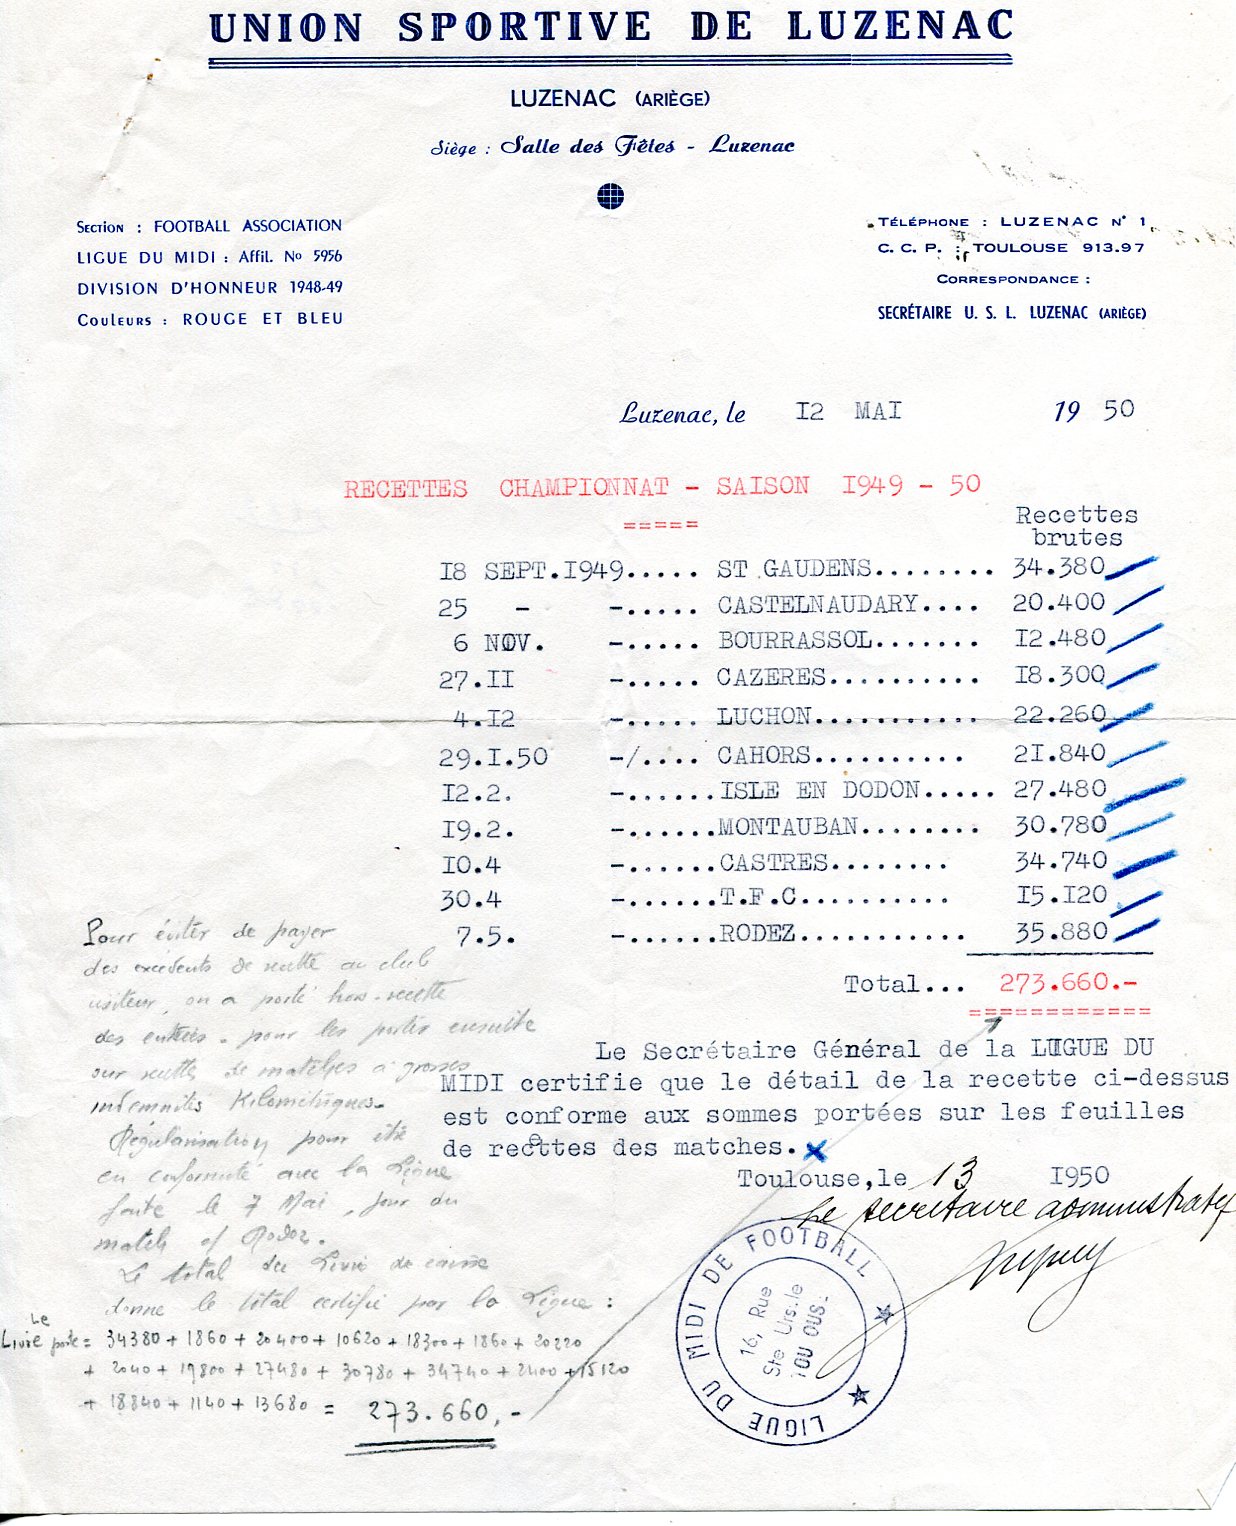 UNION SPORTIVE DE LUZENAC
LUZENAC (ARIÈGE)
Siège : Salle des Fêtes - Luzenac
Section : FOOTBALL ASSOCIATION
LIGUE DU MIDI : Affil. No 5956
DIVISION D'HONNEUR 1948-49
Couleurs : ROUGE ET BLEU
TÉLÉPHONE : LUZENAC N° 1
C. C. P. : TOULOUSE 913.97
CORRESPONDANCE :
SECRÉTAIRE U. S. L. LUZENAC (ARIÈGE)
Luzenac, le I2 MAI 19 50
RECETTES CHAMPIONNAT - SAISON I949 - 50
=====
Recettes
brutes
I8 SEPT.I949..... ST GAUDENS........ 34.380
25 - -..... CASTELNAUDARY.... 20.400
6 NOV. -..... BOURRASSOL....... I2.480
27.II -..... CAZERES.......... I8.300
4.I2 -..... LUCHON........... 22.260
29.I.50 -/.... CAHORS.......... 2I.840
I2.2. -......ISLE EN DODON..... 27.480
I9.2. -......MONTAUBAN........ 30.780
I0.4 -......CASTRES........ 34.740
30.4 -......T.F.C.......... I5.I20
7.5. -......RODEZ........... 35.880
Total... 273.660.-
============
Le Secrétaire Général de la LIGUE DU
MIDI certifie que le détail de la recette ci-dessus
est conforme aux sommes portées sur les feuilles
de recettes des matches. x
Toulouse,le 13 I950
Le secrétaire administratif
LIGUE DU MIDI DE FOOTBALL
16, Rue
Ste Urs.le
TOULOUS.
Pour éviter de payer
des excedents de recette au club
visiteur, on a porté hors-recette
des entrées - pour les porter ensuite
sur recette de matches à grosses
indemnités Kilométriques.
Régularisation pour être
en conformité avec la Ligue
faite le 7 Mai, jour du
match of Rodez.
Le total du Livre de caisse
donne le total certifié par la Ligue :
Le
Livre porte = 34380 + 1860 + 20400 + 10620 + 18300 + 1860 + 20220
+ 2040 + 19800 + 27480 + 30780 + 34740 + 2400 + 15120
+ 18840 + 1140 + 13680 = 273.660,-